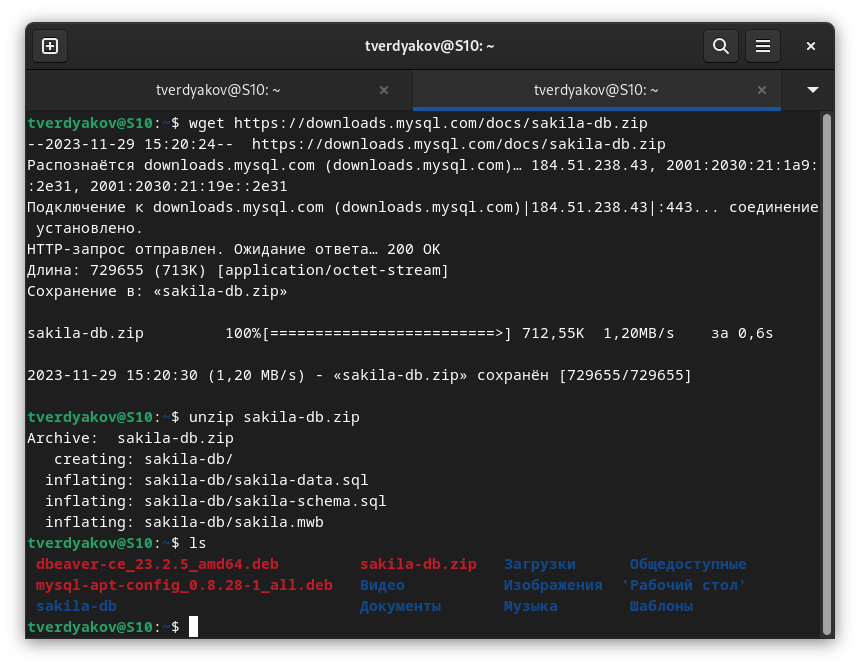 tverdyakov@S10: ~
tverdyakov@S10: ~
tverdyakov@S10: ~
tverdyakov@S10:~$ wget https://downloads.mysql.com/docs/sakila-db.zip
--2023-11-29 15:20:24--  https://downloads.mysql.com/docs/sakila-db.zip
Распознаётся downloads.mysql.com (downloads.mysql.com)… 184.51.238.43, 2001:2030:21:1a9:
:2e31, 2001:2030:21:19e::2e31
Подключение к downloads.mysql.com (downloads.mysql.com)|184.51.238.43|:443... соединение
 установлено.
HTTP-запрос отправлен. Ожидание ответа… 200 OK
Длина: 729655 (713K) [application/octet-stream]
Сохранение в: «sakila-db.zip»
sakila-db.zip         100%[=========================>] 712,55K  1,20MB/s    за 0,6s
2023-11-29 15:20:30 (1,20 MB/s) - «sakila-db.zip» сохранён [729655/729655]
tverdyakov@S10:~$ unzip sakila-db.zip
Archive:  sakila-db.zip
   creating: sakila-db/
  inflating: sakila-db/sakila-data.sql
  inflating: sakila-db/sakila-schema.sql
  inflating: sakila-db/sakila.mwb
tverdyakov@S10:~$ ls
 dbeaver-ce_23.2.5_amd64.deb         sakila-db.zip   Загрузки      Общедоступные
 mysql-apt-config_0.8.28-1_all.deb   Видео           Изображения  'Рабочий стол'
 sakila-db                           Документы       Музыка        Шаблоны
tverdyakov@S10:~$